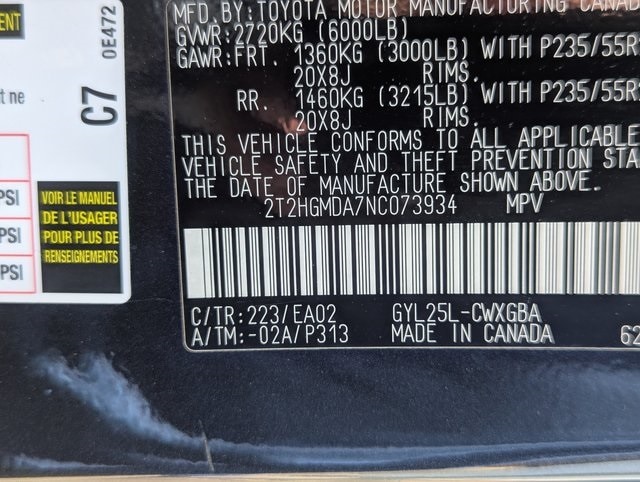 MFD.BY:TOYOTA MOTOR MANUFACTURING CANADA
GVWR:2720KG (6000LB)
GAWR:FRT. 1360KG (3000LB) WITH P235/55R
20X8J RIMS.
RR. 1460KG (3215LB) WITH P235/55R
20X8J RIMS.
THIS VEHICLE CONFORMS TO ALL APPLICABLE
VEHICLE SAFETY AND THEFT PREVENTION STA
THE DATE OF MANUFACTURE SHOWN ABOVE.
2T2HGMDA7NC073934 MPV
C/TR:223/EA02 GYL25L-CWXGBA
A/TM:-02A/P313 MADE IN CANADA 62
ENT
0E472
C7
t ne
PSI
PSI
PSI
VOIR LE MANUEL
DE L'USAGER
POUR PLUS DE
RENSEIGNEMENTS